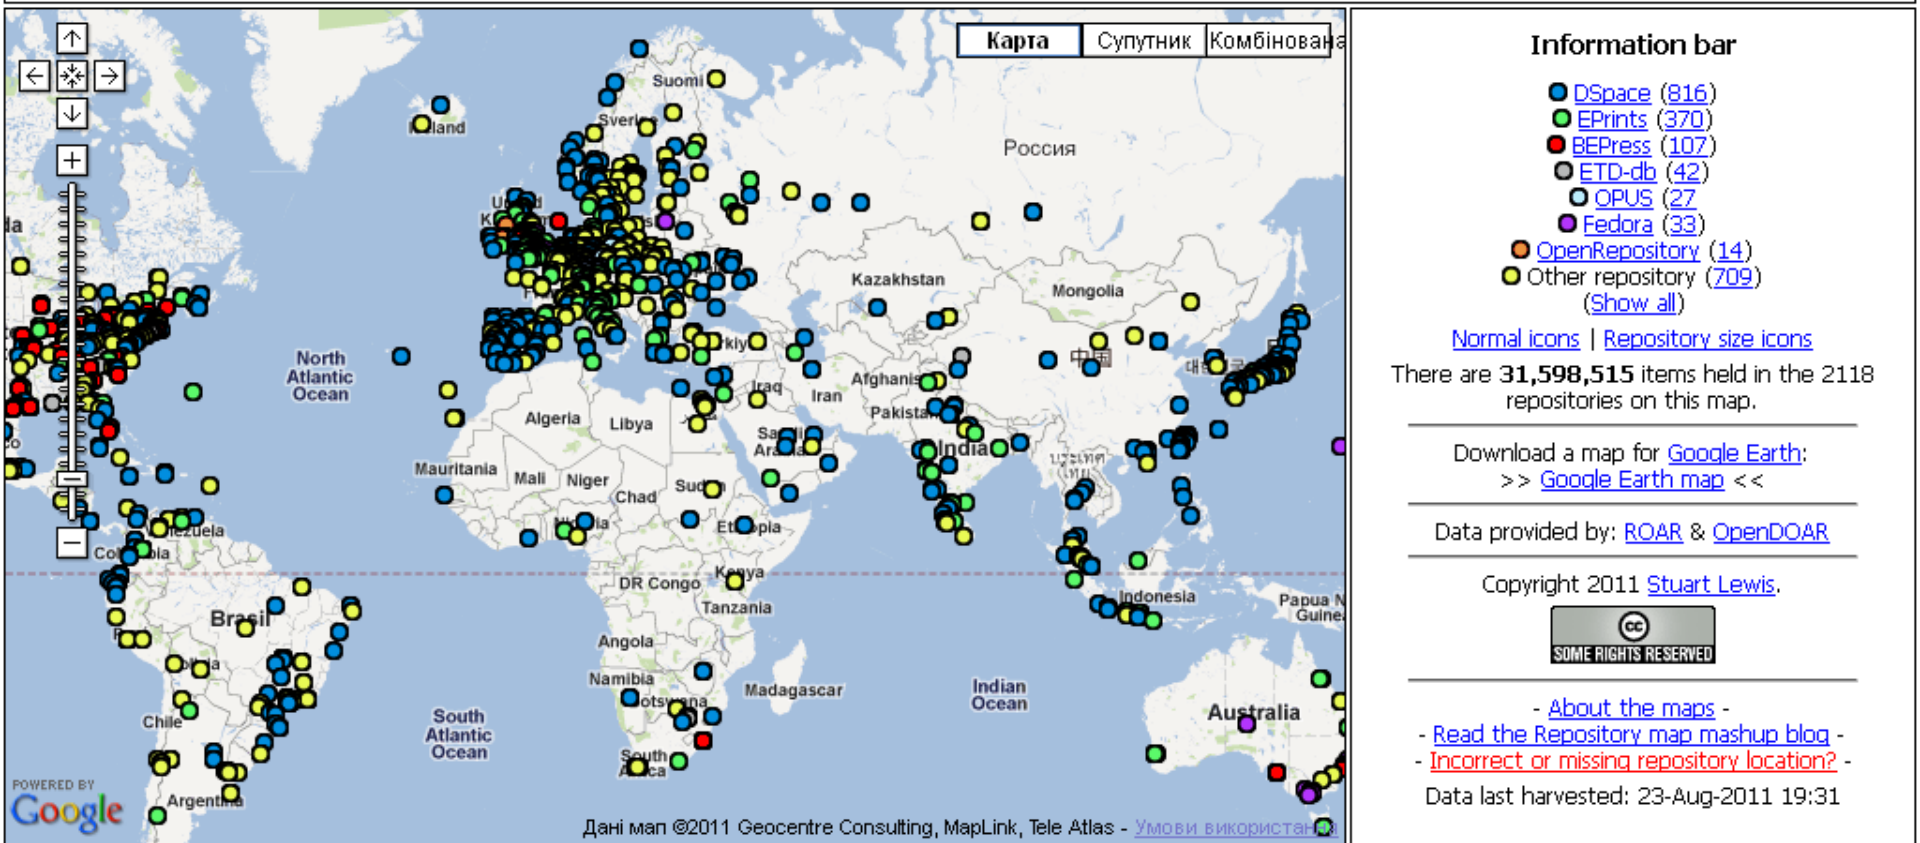 Карта
Супутник
Комбінована
Suomi
Sverige
Россия
Kazakhstan
Mongolia
中国
North
Atlantic
Ocean
Iraq
Iran
Algeria
Libya
India
Mauritania
Mali
Niger
Chad
Ethiopia
DR Congo
Kenya
Tanzania
Indonesia
Papua N
Guinea
Brasil
Angola
Namibia
Madagascar
Chile
South
Atlantic
Ocean
Indian
Ocean
Australia
South
Argentina
POWERED BY
Google
Дані мап ©2011 Geocentre Consulting, MapLink, Tele Atlas - Умови використання
Information bar
DSpace (816)
EPrints (370)
BEPress (107)
ETD-db (42)
OPUS (27
Fedora (33)
OpenRepository (14)
Other repository (709)
(Show all)
Normal icons | Repository size icons
There are 31,598,515 items held in the 2118
repositories on this map.
Download a map for Google Earth:
>> Google Earth map <<
Data provided by: ROAR & OpenDOAR
Copyright 2011 Stuart Lewis.
cc
SOME RIGHTS RESERVED
- About the maps -
- Read the Repository map mashup blog -
- Incorrect or missing repository location? -
Data last harvested: 23-Aug-2011 19:31